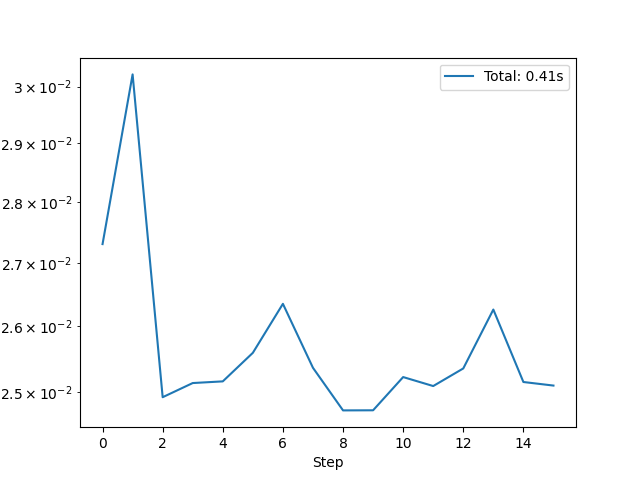 Total: 0.41s
3 × 10⁻²
2.9 × 10⁻²
2.8 × 10⁻²
2.7 × 10⁻²
2.6 × 10⁻²
2.5 × 10⁻²
0 2 4 6 8 10 12 14
Step